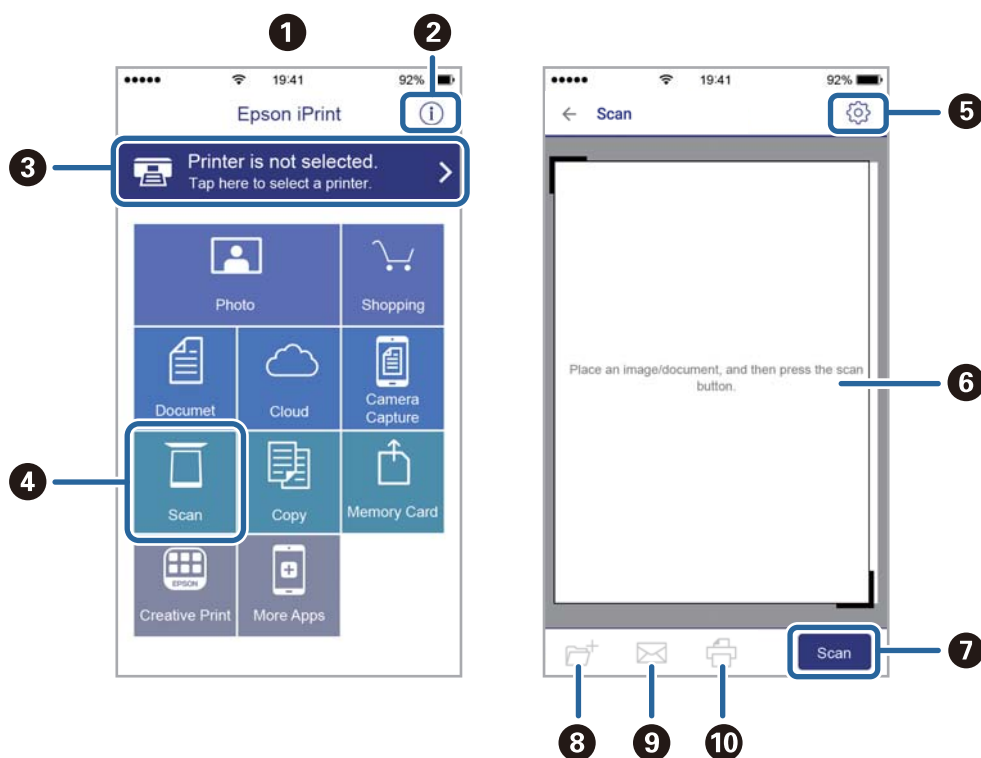 1
2
19:41
92%
Epson iPrint
i
3
Printer is not selected.
Tap here to select a printer.
Photo
Shopping
Documet
Cloud
Camera
Capture
4
Scan
Copy
Memory Card
EPSON
Creative Print
More Apps
19:41
92%
Scan
5
Place an image/document, and then press the scan
button.
6
Scan
7
8
9
10